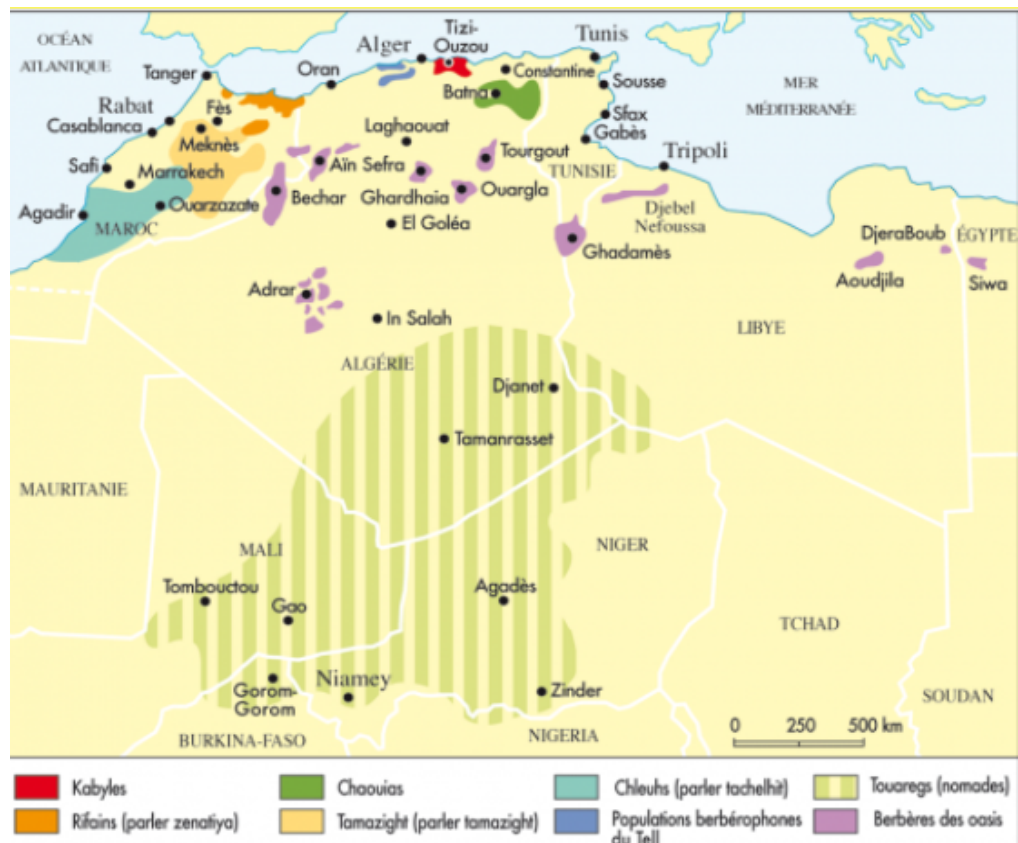 OCÉAN
ATLANTIQUE
Tanger
Rabat
Casablanca
Fès
Meknès
Safi
Marrakech
Agadir
Ouarzazate
MAROC
Oran
Alger
Tizi-
Ouzou
Constantine
Batna
Tunis
Sousse
Sfax
Gabès
Tripoli
MER
MÉDITERRANÉE
Laghaouat
Aïn Sefra
Tourgout
TUNISIE
Bechar
Ghardhaïa
Ouargla
El Goléa
Djebel
Nefoussa
Ghadamès
DjeraBoub
ÉGYPTE
Aoudjila
Siwa
Adrar
In Salah
LIBYE
ALGÉRIE
Djanet
Tamanrasset
MAURITANIE
MALI
NIGER
Tombouctou
Gao
Agadès
TCHAD
Gorom-
Gorom
Niamey
Zinder
SOUDAN
BURKINA-FASO
NIGERIA
0 250 500 km
Kabyles
Chaouias
Chleuhs (parler tachelhit)
Touaregs (nomades)
Rifains (parler zenatiya)
Tamazight (parler tamazight)
Populations berbérophones
du Tell
Berbères des oasis